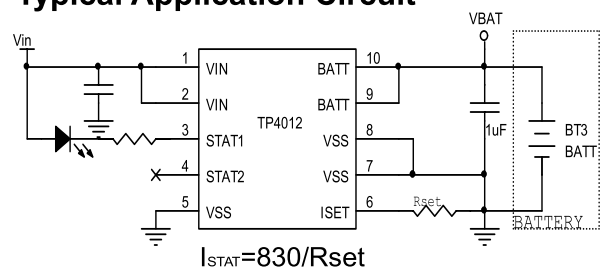 Typical Application Circuit
VBAT
Vin
1 VIN BATT 10
2 VIN BATT 9
TP4012
3 STAT1 VSS 8
1uF
BT3
BATT
4 STAT2 VSS 7
5 VSS ISET 6
Rset
BATTERY
ISTAT=830/Rset